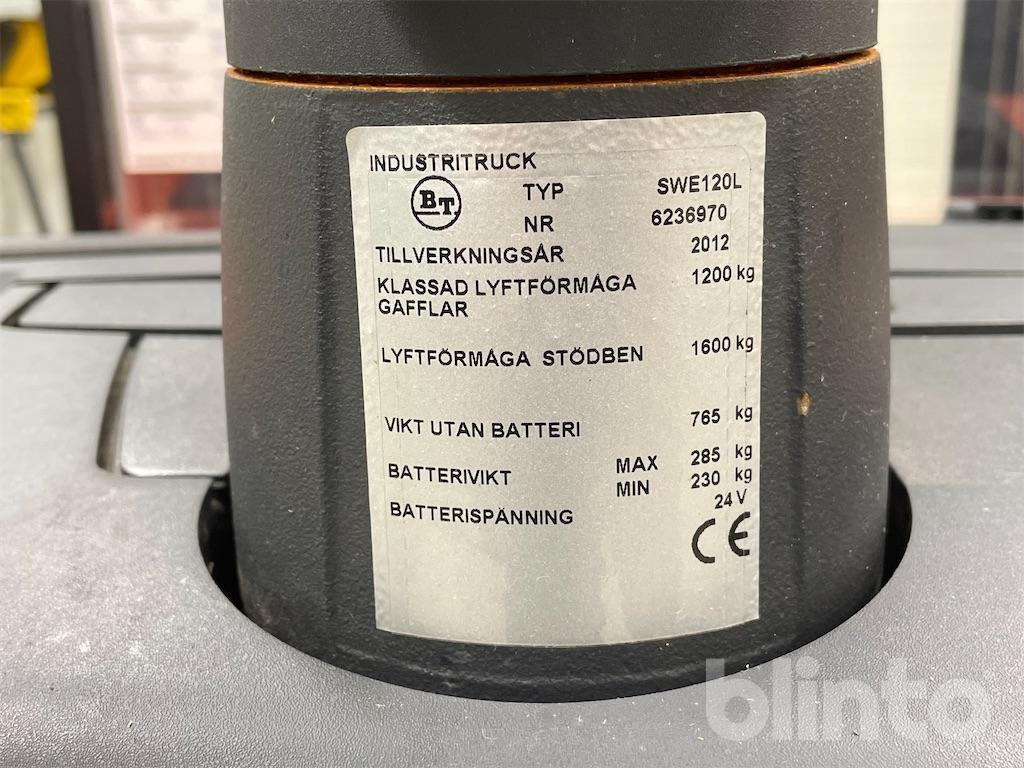 INDUSTRITRUCK
BT TYP SWE120L
NR 6236970
TILLVERKNINGSÅR 2012
KLASSAD LYFTFÖRMÅGA 1200 kg
GAFFLAR
LYFTFÖRMÅGA STÖDBEN 1600 kg
VIKT UTAN BATTERI 765 kg
BATTERIVIKT MAX 285 kg
MIN 230 kg
BATTERISPÄNNING 24 V
CE
blinto